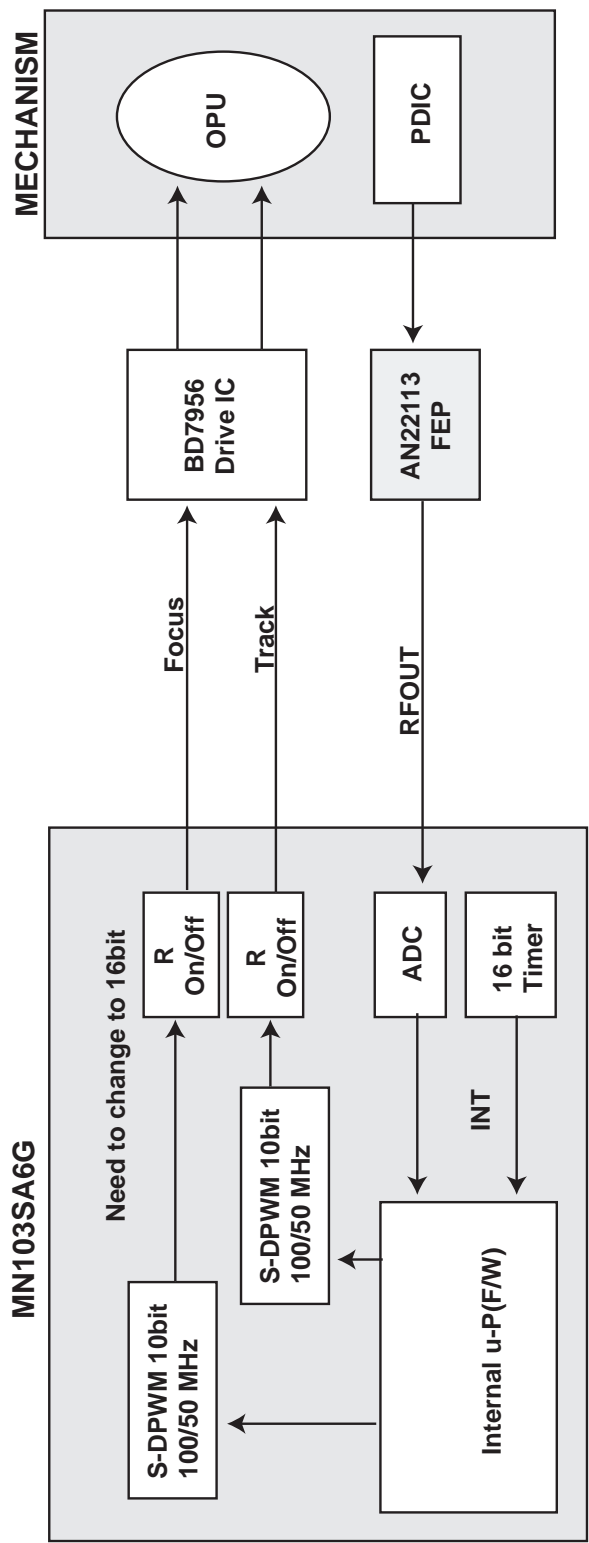 MN103SA6G
MECHANISM
Need to change to 16bit
S-DPWM 10bit
100/50 MHz
R
On/Off
Focus
BD7956
Drive IC
OPU
S-DPWM 10bit
100/50 MHz
R
On/Off
Track
Internal u-P(F/W)
ADC
RFOUT
AN22113
FEP
PDIC
INT
16 bit
Timer